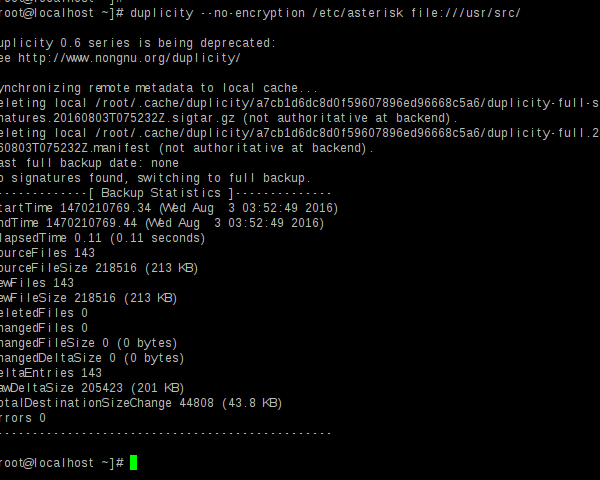 root@localhost ~]# duplicity --no-encryption /etc/asterisk file:///usr/src/
uplicity 0.6 series is being deprecated:
ee http://www.nongnu.org/duplicity/
ynchronizing remote metadata to local cache...
eleting local /root/.cache/duplicity/a7cb1d6dc8d0f59607896ed96668c5a6/duplicity-full-s
natures.20160803T075232Z.sigtar.gz (not authoritative at backend).
eleting local /root/.cache/duplicity/a7cb1d6dc8d0f59607896ed96668c5a6/duplicity-full.2
60803T075232Z.manifest (not authoritative at backend).
ast full backup date: none
o signatures found, switching to full backup.
-------------[ Backup Statistics ]--------------
tartTime 1470210769.34 (Wed Aug  3 03:52:49 2016)
ndTime 1470210769.44 (Wed Aug  3 03:52:49 2016)
lapsedTime 0.11 (0.11 seconds)
ourceFiles 143
ourceFileSize 218516 (213 KB)
ewFiles 143
ewFileSize 218516 (213 KB)
eletedFiles 0
hangedFiles 0
hangedFileSize 0 (0 bytes)
hangedDeltaSize 0 (0 bytes)
eltaEntries 143
awDeltaSize 205423 (201 KB)
otalDestinationSizeChange 44808 (43.8 KB)
rrors 0
-------------------------------------------------
root@localhost ~]#